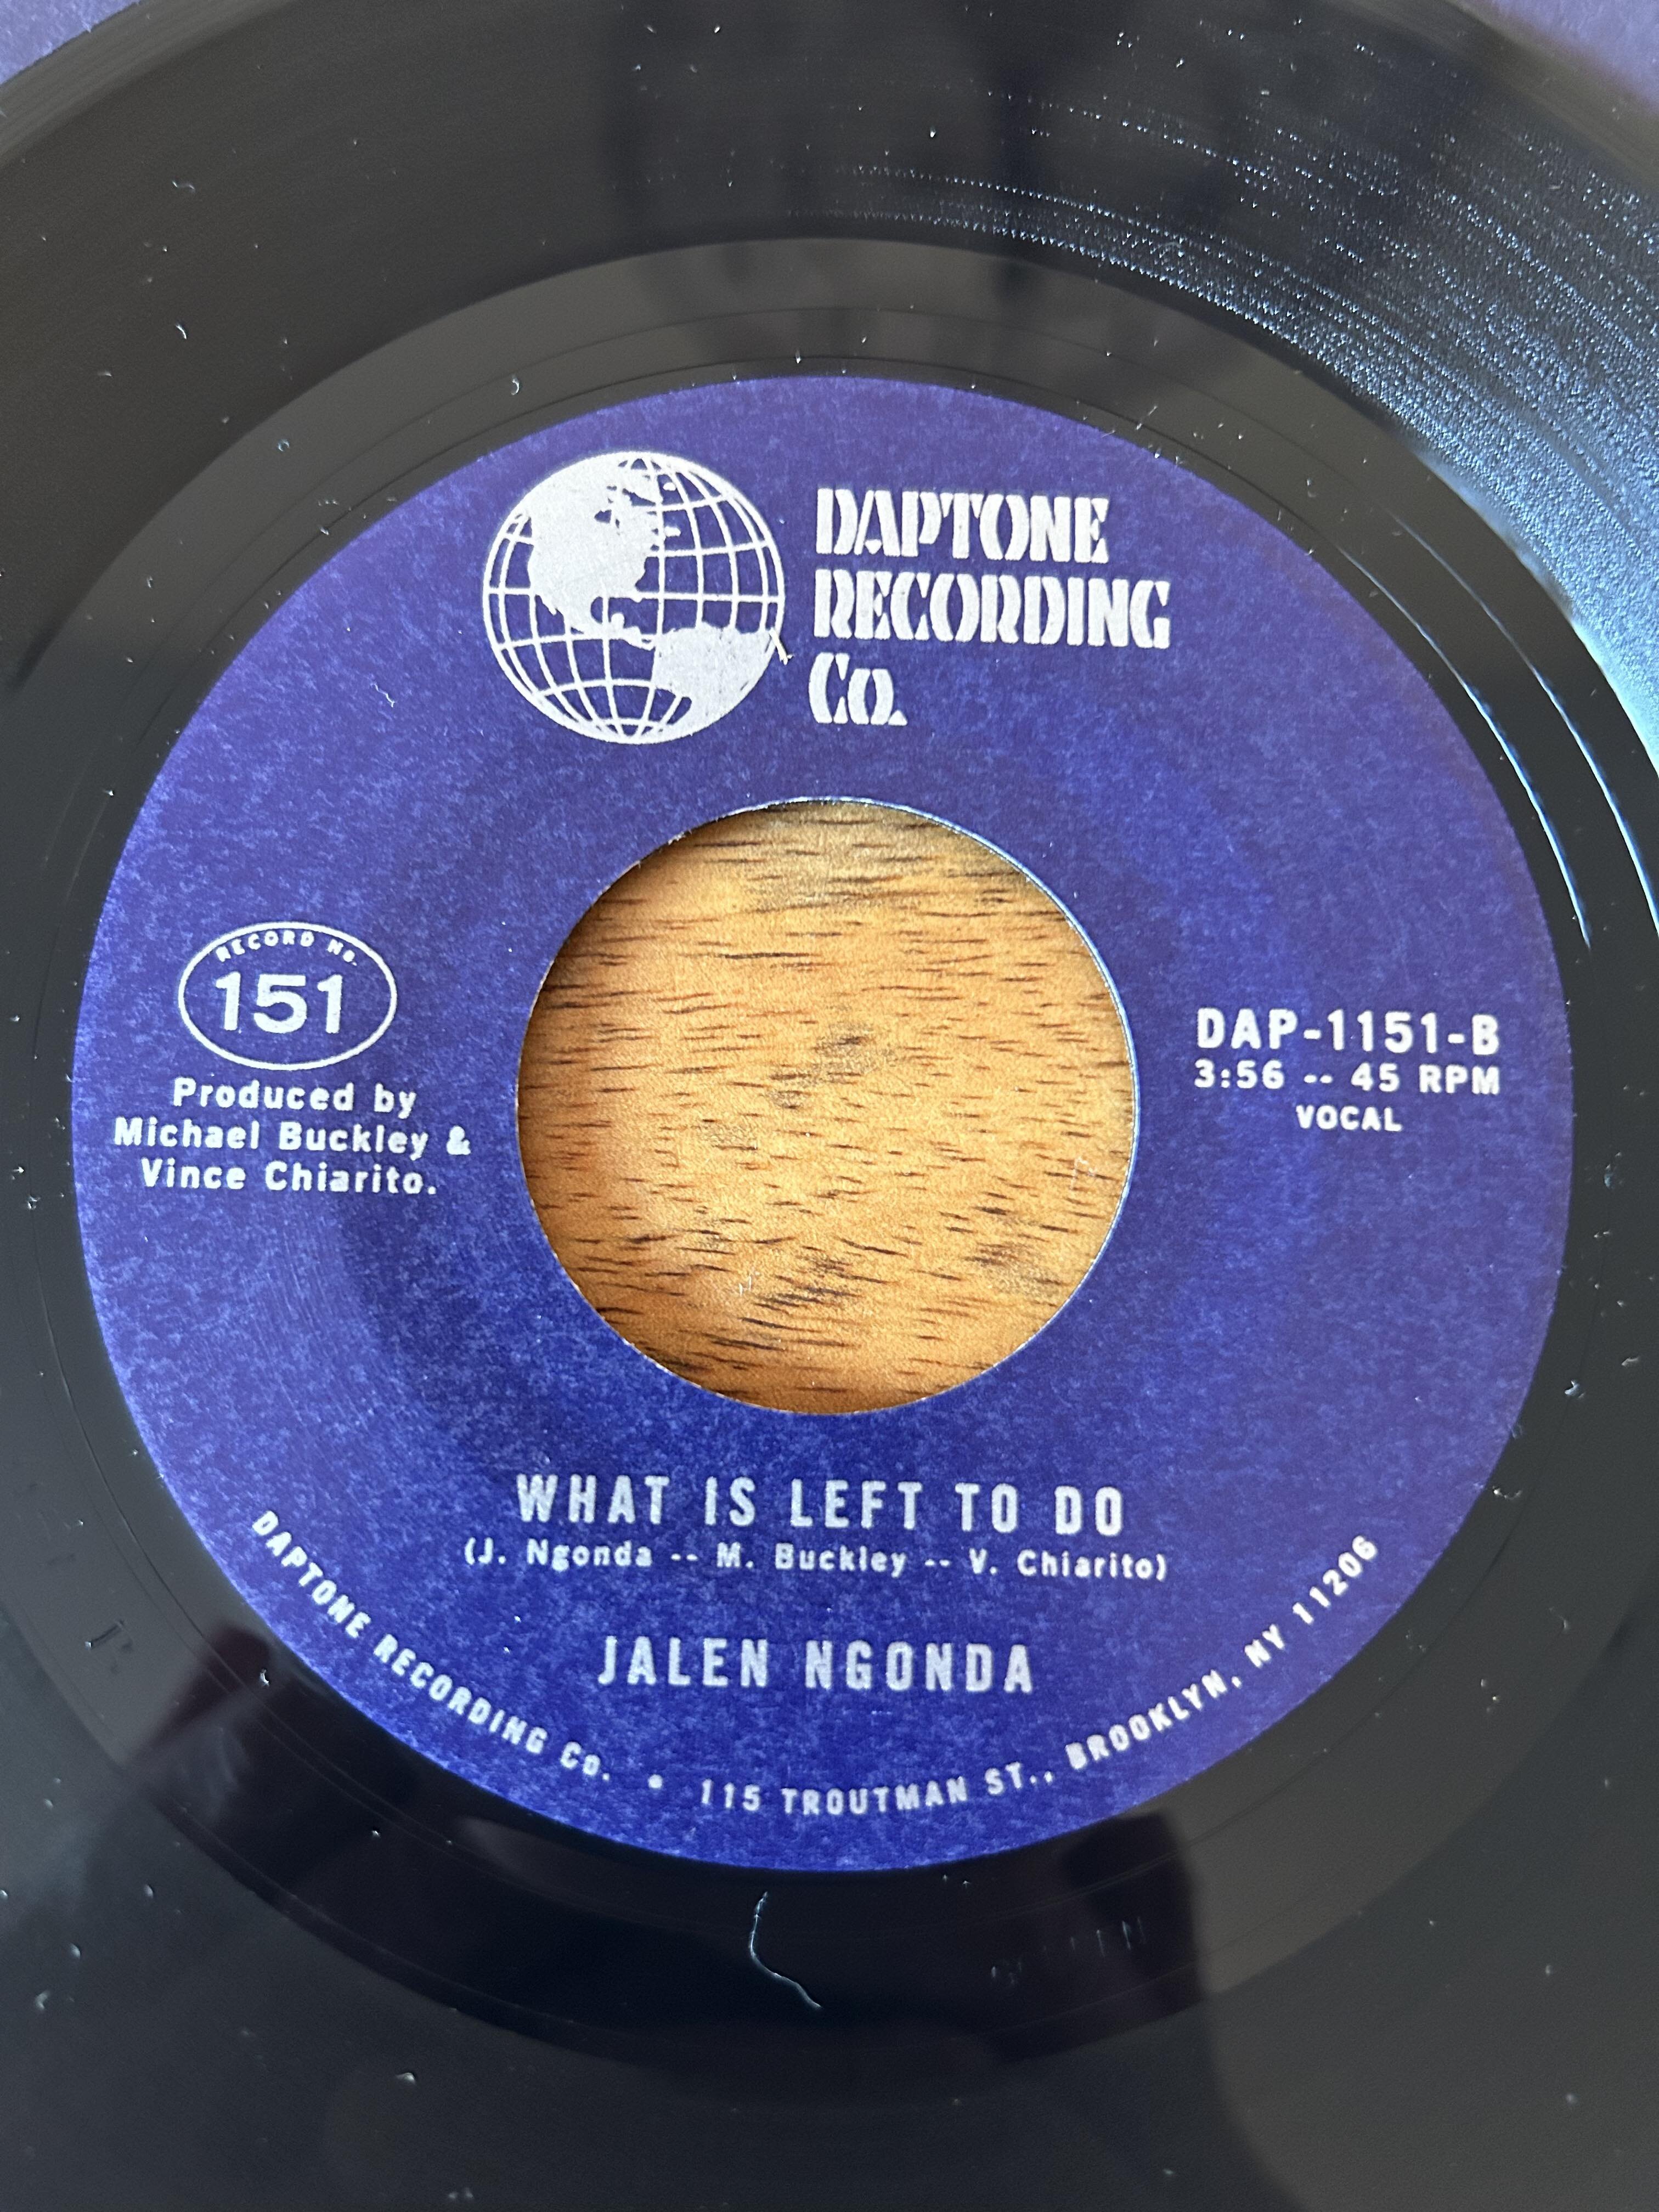 DAPTONE
RECORDING
Co.
RECORD No.
151
Produced by
Michael Buckley &
Vince Chiarito.
DAP-1151-B
3:56 -- 45 RPM
VOCAL
WHAT IS LEFT TO DO
(J. Ngonda -- M. Buckley -- V. Chiarito)
JALEN NGONDA
DAPTONE RECORDING Co. • 115 TROUTMAN ST., BROOKLYN, NY 11206